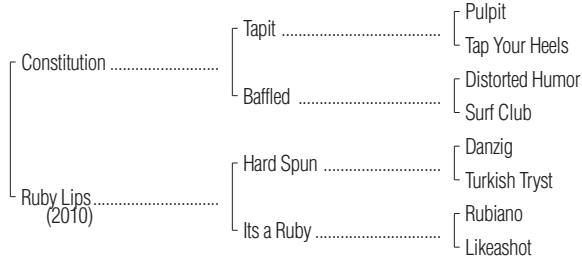 Pulpit
Tapit ........................................
Tap Your Heels
Constitution ...........................
Distorted Humor
Baffled ....................................
Surf Club
Danzig
Hard Spun .............................
Turkish Tryst
Ruby Lips...............................
(2010)
Rubiano
Its a Ruby ...............................
Likeashot